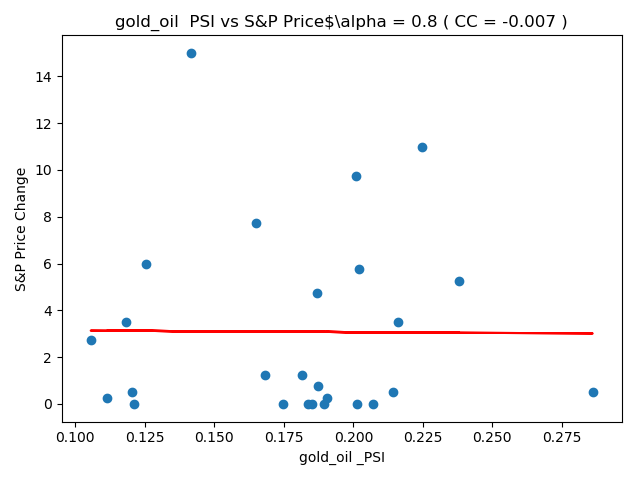 gold_oil  PSI vs S&P Price$\alpha = 0.8 ( CC = -0.007 )
S&P Price Change
14
12
10
8
6
4
2
0
0.100 0.125 0.150 0.175 0.200 0.225 0.250 0.275
gold_oil _PSI